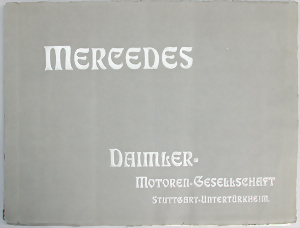 MERCEDES
DAIMLER-
MOTOREN-GESELLSCHAFT
STUTTGART-UNTERTÜRKHEIM.